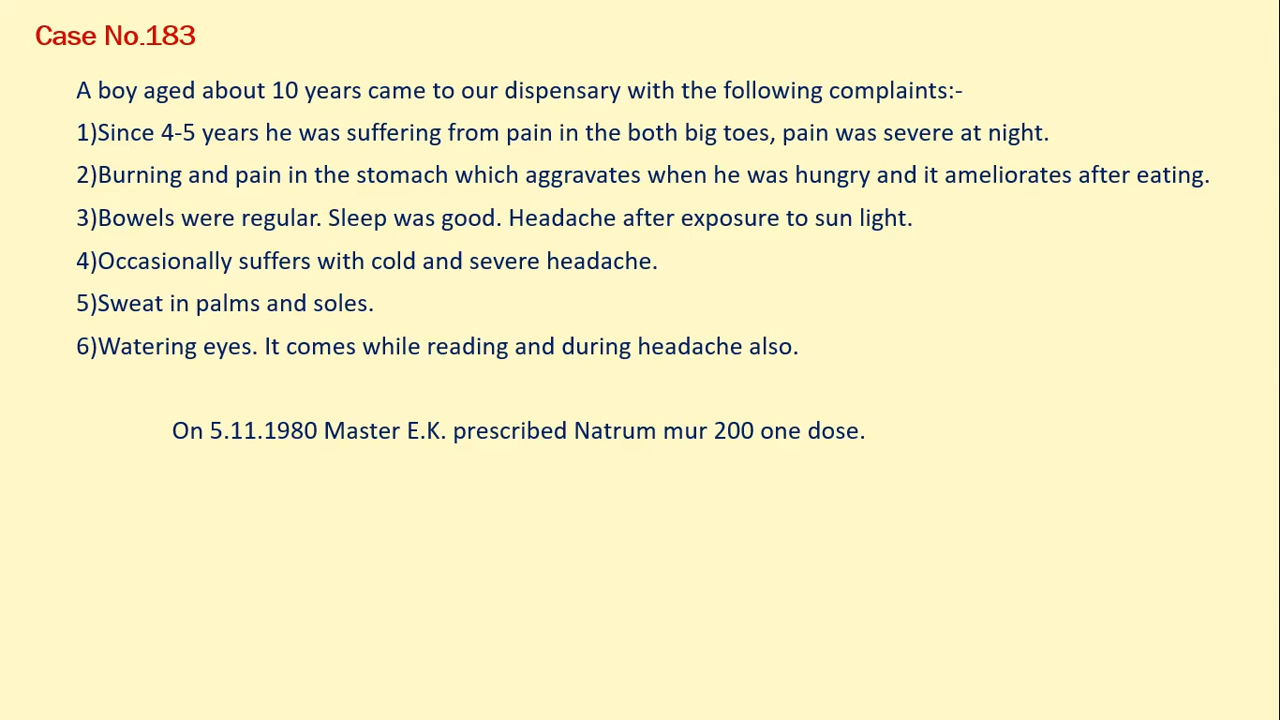 Case No.183
A boy aged about 10 years came to our dispensary with the following complaints:-
1)Since 4-5 years he was suffering from pain in the both big toes, pain was severe at night.
2)Burning and pain in the stomach which aggravates when he was hungry and it ameliorates after eating.
3)Bowels were regular. Sleep was good. Headache after exposure to sun light.
4)Occasionally suffers with cold and severe headache.
5)Sweat in palms and soles.
6)Watering eyes. It comes while reading and during headache also.
On 5.11.1980 Master E.K. prescribed Natrum mur 200 one dose.